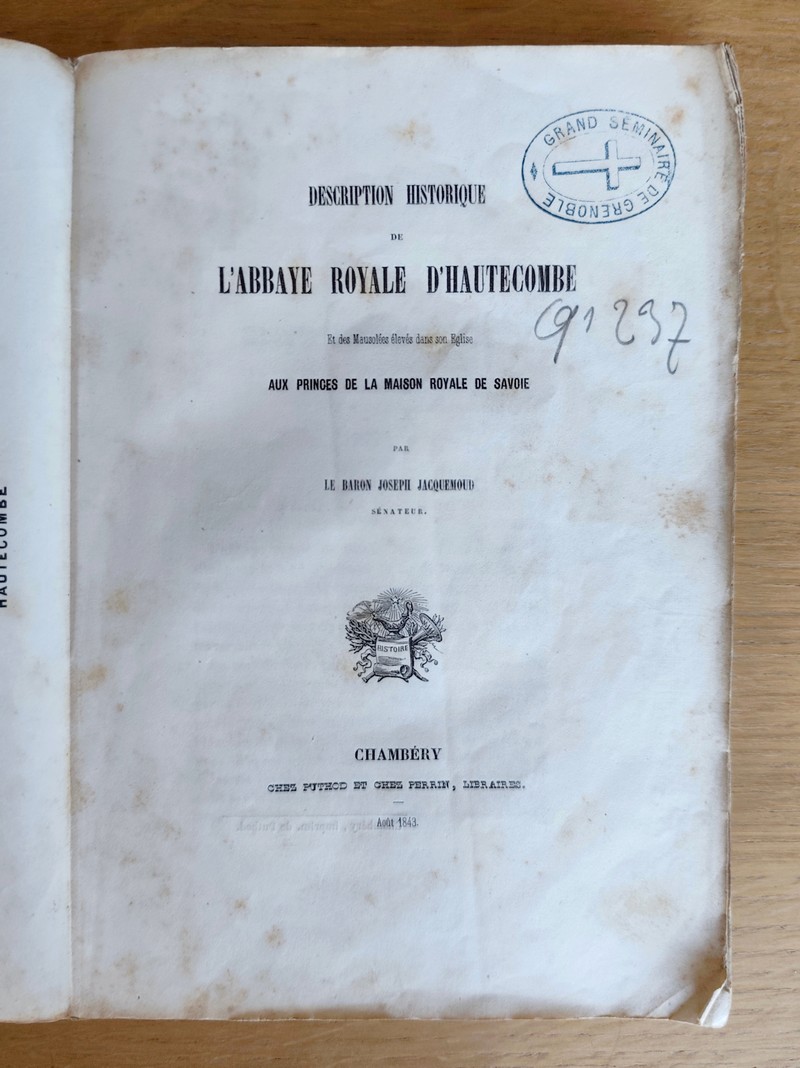 GRAND SÉMINAIRE DE GRENOBLE
DESCRIPTION HISTORIQUE
DE
L'ABBAYE ROYALE D'HAUTECOMBE
Et des Mausolées élevés dans son Eglise
91237
AUX PRINCES DE LA MAISON ROYALE DE SAVOIE
PAR
LE BARON JOSEPH JACQUEMOUD
SÉNATEUR.
HAUTECOMBE
HISTOIRE
CHAMBÉRY
CHEZ PUTHOD ET CHEZ PERRIN, LIBRAIRES.
Août 1843.